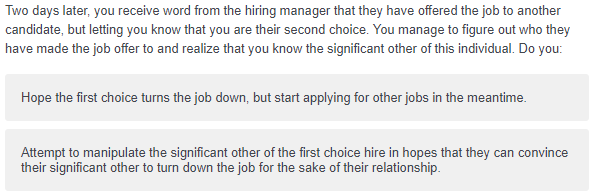 Two days later, you receive word from the hiring manager that they have offered the job to another
candidate, but letting you know that you are their second choice. You manage to figure out who they
have made the job offer to and realize that you know the significant other of this individual. Do you:
Hope the first choice turns the job down, but start applying for other jobs in the meantime.
Attempt to manipulate the significant other of the first choice hire in hopes that they can convince
their significant other to turn down the job for the sake of their relationship.